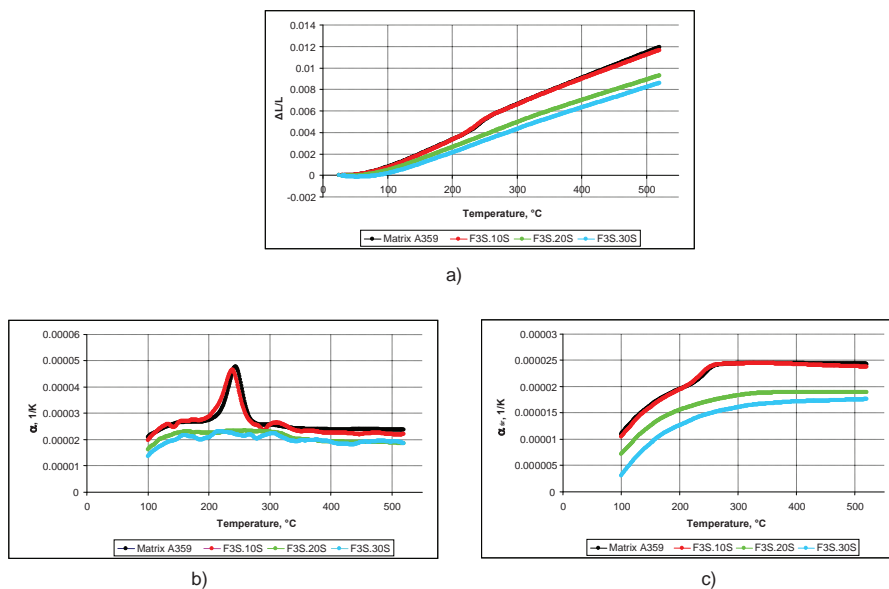 0.014
0.012
0.01
0.008
0.006
0.004
0.002
0
-0.002
ΔL/L
0 100 200 300 400 500
Temperature, °C
Matrix A359 F3S.10S F3S.20S F3S.30S
a)
0.00006
0.00005
0.00004
0.00003
0.00002
0.00001
0
α, 1/K
100 200 300 400 500
Temperature, °C
Matrix A359 F3S.10S F3S.20S F3S.30S
b)
0.00003
0.000025
0.00002
0.000015
0.00001
0.000005
0
α śr, 1/K
100 200 300 400 500
Temperature, °C
Matrix A359 F3S.10S F3S.20S F3S.30S
c)